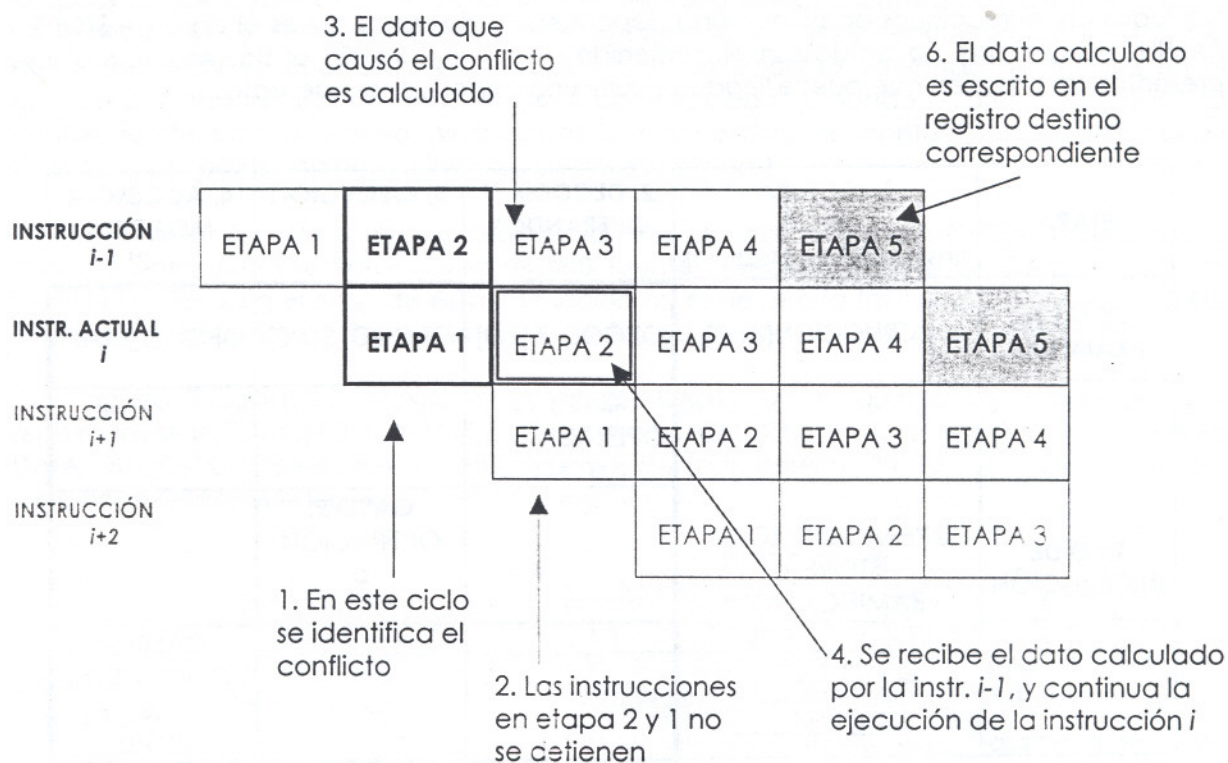 3. El dato que
causó el conflicto
es calculado
6. El dato calculado
es escrito en el
registro destino
correspondiente
INSTRUCCIÓN
i-1
ETAPA 1
ETAPA 2
ETAPA 3
ETAPA 4
ETAPA 5
INSTR. ACTUAL
i
ETAPA 1
ETAPA 2
ETAPA 3
ETAPA 4
ETAPA 5
INSTRUCCIÓN
i+1
ETAPA 1
ETAPA 2
ETAPA 3
ETAPA 4
INSTRUCCIÓN
i+2
ETAPA 1
ETAPA 2
ETAPA 3
1. En este ciclo
se identifica el
conflicto
2. Las instrucciones
en etapa 2 y 1 no
se detienen
4. Se recibe el dato calculado
por la instr. i-1, y continua la
ejecución de la instrucción i